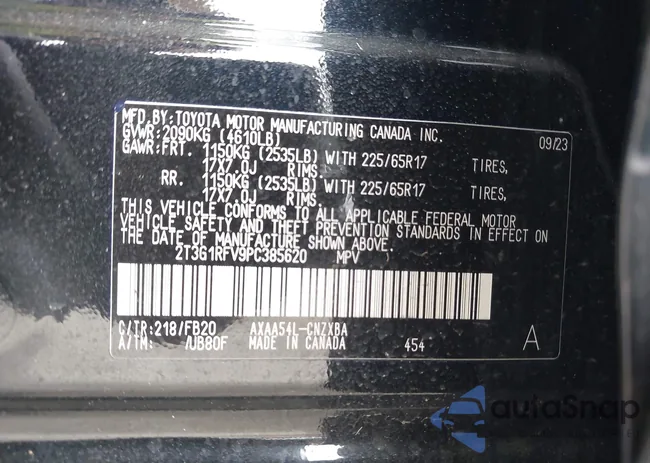 MFD.BY:TOYOTA MOTOR MANUFACTURING CANADA INC.
GVWR:2090KG (4610LB) 09/23
GAWR:FRT. 1150KG (2535LB) WITH 225/65R17 TIRES,
17X7.0J RIMS.
RR. 1150KG (2535LB) WITH 225/65R17 TIRES,
17X7.0J RIMS.
THIS VEHICLE CONFORMS TO ALL APPLICABLE FEDERAL MOTOR
VEHICLE SAFETY AND THEFT PREVENTION STANDARDS IN EFFECT ON
THE DATE OF MANUFACTURE SHOWN ABOVE.
2T3G1RFV9PC385620 MPV
C/TR:218/FB20 AXAA54L-CNZXBA
A/TM: /UB80F MADE IN CANADA 454 A
autoSnap